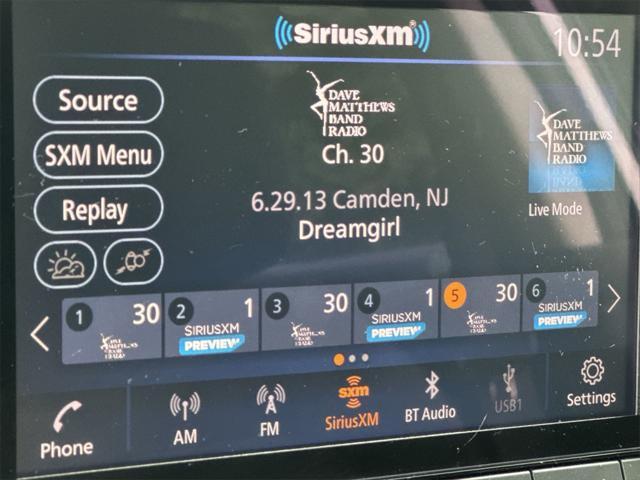 SiriusXM®
10:54
Source
SXM Menu
Replay
DAVE
MATTHEWS
BAND
RADIO
Ch. 30
6.29.13 Camden, NJ
Dreamgirl
DAVE
MATTHEWS
BAND
RADIO
Live Mode
1 30
2 1
SIRIUSXM
PREVIEW
3 30
4 1
SIRIUSXM
PREVIEW
5 30
6 1
SIRIUSXM
PREVIEW
Phone
AM
FM
sxm
SiriusXM
BT Audio
USB1
Settings